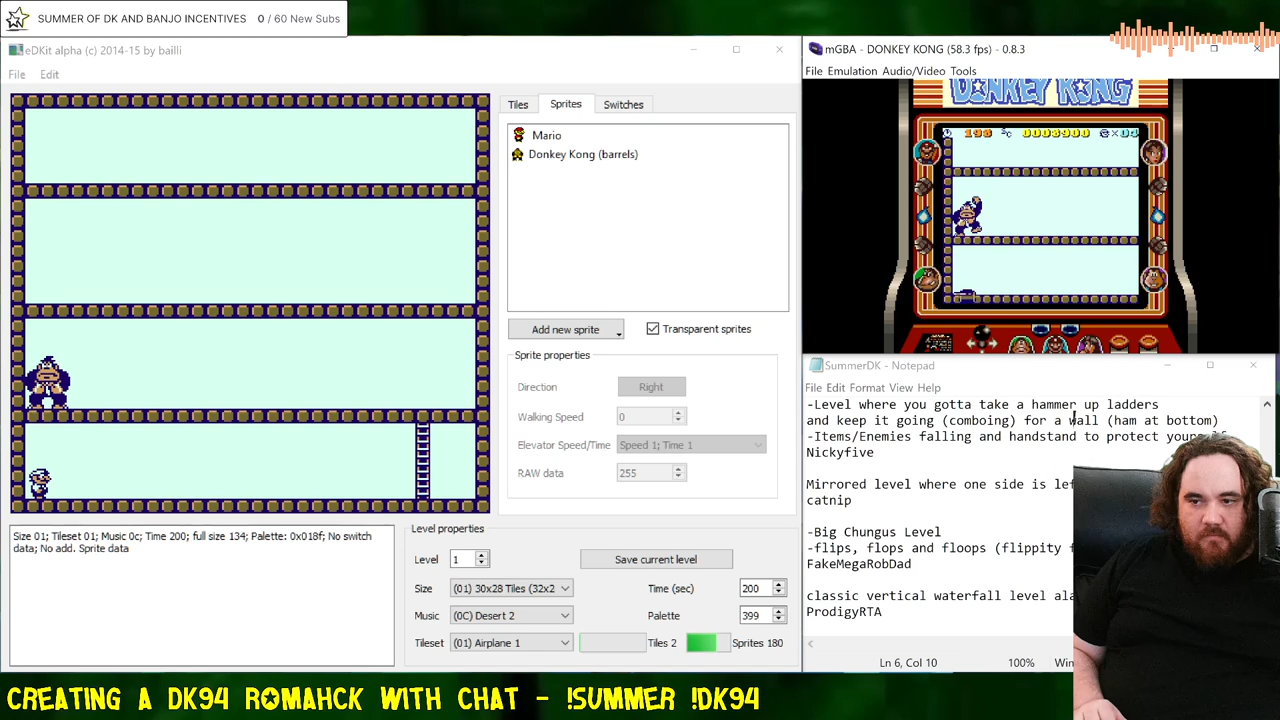 SUMMER OF DK AND BANJO INCENTIVES 0 / 60 New Subs
eDKit alpha (c) 2014-15 by bailli
File Edit
Tiles Sprites Switches
Mario
Donkey Kong (barrels)
Add new sprite
Transparent sprites
Sprite properties
Direction Right
Walking Speed 0
Elevator Speed/Time Speed 1; Time 1
RAW data 255
Size 01; Tileset 01; Music 0c; Time 200; full size 134; Palette: 0x018f; No switch
data; No add. Sprite data
Level properties
Level 1 Save current level
Size (01) 30x28 Tiles (32x2 Time (sec) 200
Music (0C) Desert 2 Palette 399
Tileset (01) Airplane 1 Tiles 2 Sprites 180
mGBA - DONKEY KONG (58.3 fps) - 0.8.3
File Emulation Audio/Video Tools
DONKEY KONG
198 0003900 ×04
SummerDK - Notepad
File Edit Format View Help
-Level where you gotta take a hammer up ladders
and keep it going (comboing) for a wall (ham at bottom)
-Items/Enemies falling and handstand to protect
Nickyfive
Mirrored level where one side is
catnip
-Big Chungus Level
-flips, flops and floops (flippity
FakeMegaRobDad
classic vertical waterfall level
ProdigyRTA
Ln 6, Col 10 100%
CREATING A DK94 ROMAHCK WITH CHAT - !SUMMER !DK94